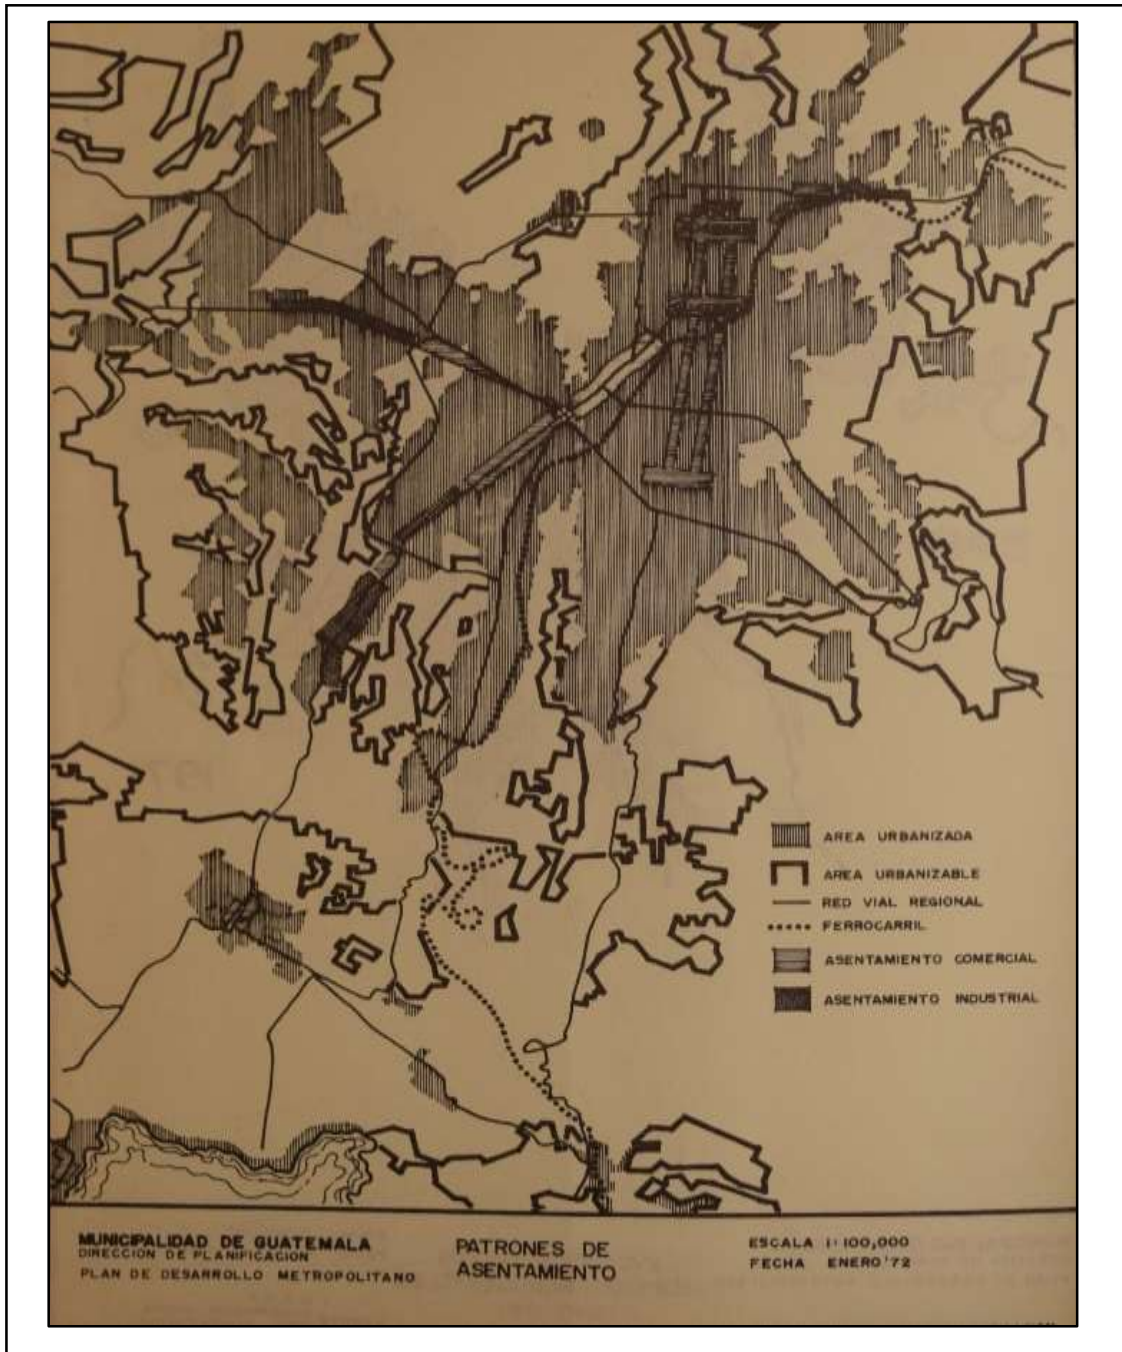 AREA URBANIZADA
AREA URBANIZABLE
RED VIAL REGIONAL
FERROCARRIL
ASENTAMIENTO COMERCIAL
ASENTAMIENTO INDUSTRIAL
MUNICIPALIDAD DE GUATEMALA
DIRECCION DE PLANIFICACION
PLAN DE DESARROLLO METROPOLITANO
PATRONES DE
ASENTAMIENTO
ESCALA 1:100,000
FECHA ENERO '72